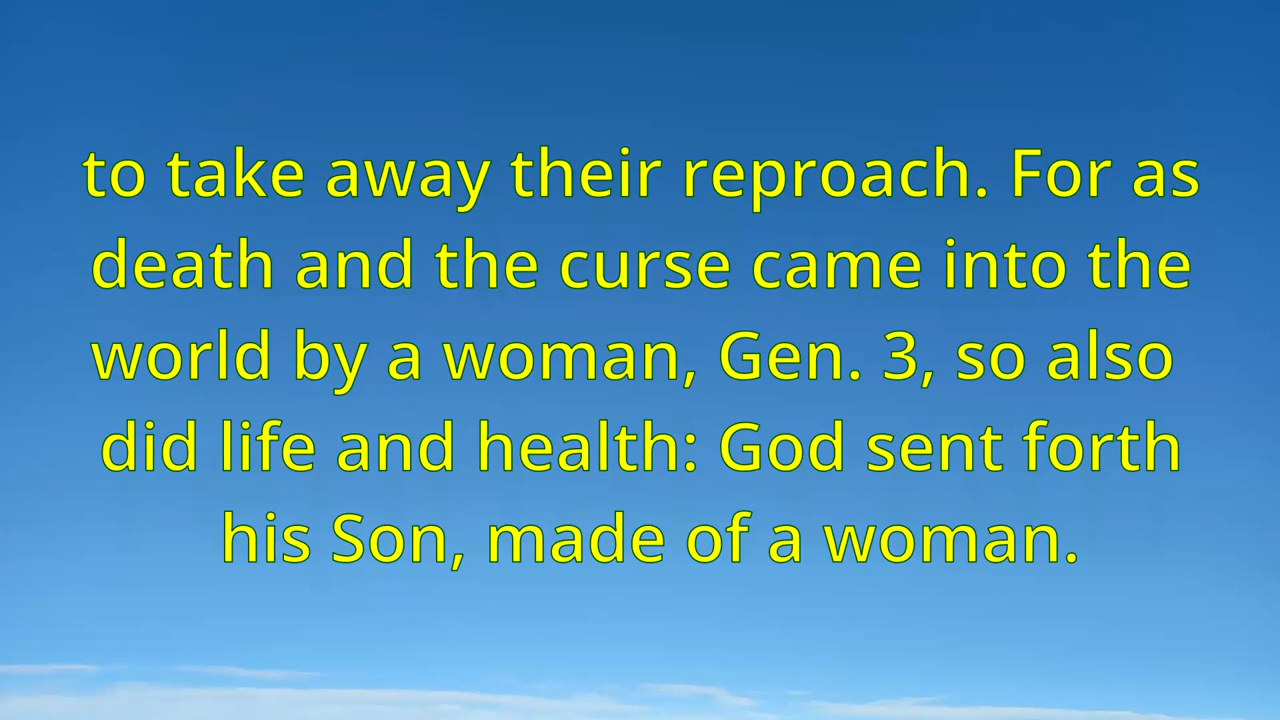 to take away their reproach. For as
death and the curse came into the
world by a woman, Gen. 3, so also
did life and health: God sent forth
his Son, made of a woman.